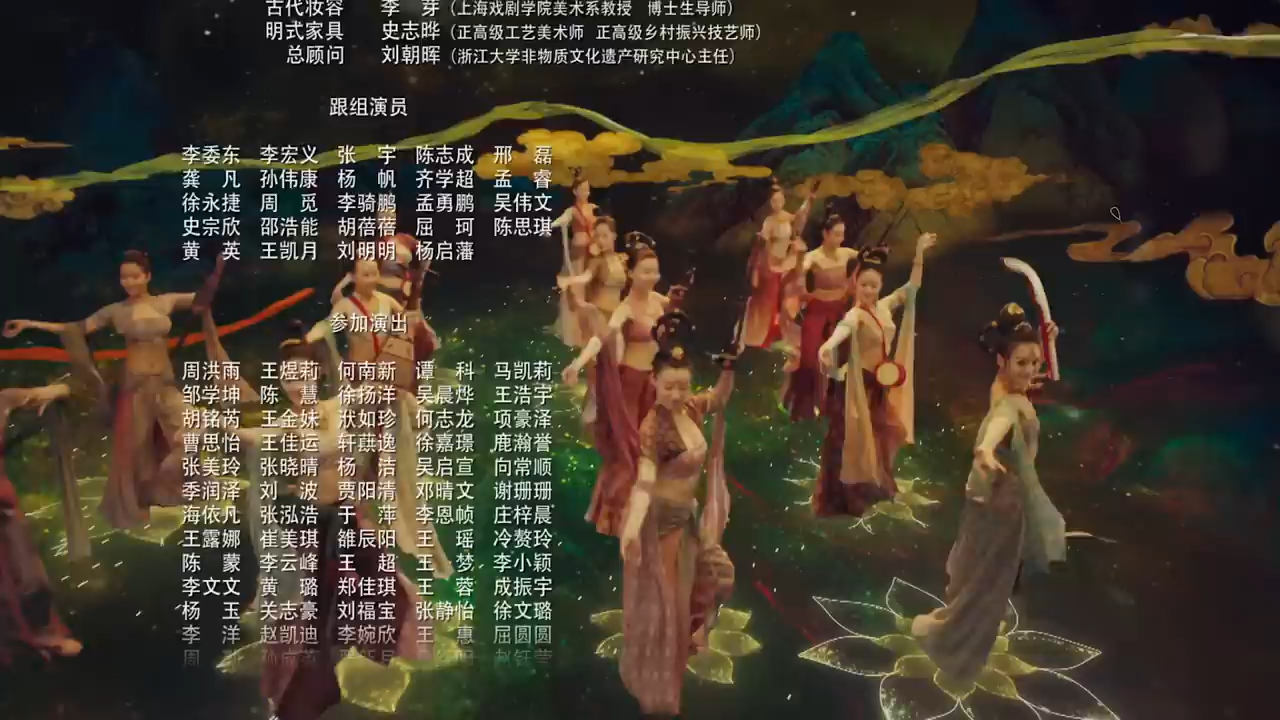 古代妆容 李 芽（上海戏剧学院美术系教授 博士生导师）
明式家具 史志晔（正高级工艺美术师 正高级乡村振兴技艺师）
总顾问 刘朝晖（浙江大学非物质文化遗产研究中心主任）
跟组演员
李委东 李宏义 张 宇 陈志成 邢 磊
龚 凡 孙伟康 杨 帆 齐学超 孟 睿
徐永捷 周 觅 李骑鹏 孟勇鹏 吴伟文
史宗欣 邵浩能 胡蓓蓓 屈 珂 陈思琪
黄 英 王凯月 刘明明 杨启藩
参加演出
周洪雨 王煜莉 何南新 谭 科 马凯莉
邹学坤 陈 慧 徐扬洋 吴晨烨 王浩宇
胡铭芮 王金妹 洑如珍 何志龙 项豪泽
曹思怡 王佳运 徐嘉璟 鹿瀚誉
张美玲 张晓晴 杨 洁 吴启宣 向常顺
季润泽 刘 波 贾阳清 邓晴文 谢珊珊
海依凡 张泓浩 于 萍 李恩帧 庄梓晨
王露娜 崔美琪 雒辰阳 王 瑶 冷嫠玲
陈 蒙 李云峰 王 超 王 梦 李小颖
李文文 黄 璐 郑佳琪 王 蓉 成振宇
杨 玉 关志豪 刘福宝 张静怡 徐文璐
李 洋 赵凯迪 李婉欣 王 惠 屈圆圆
周